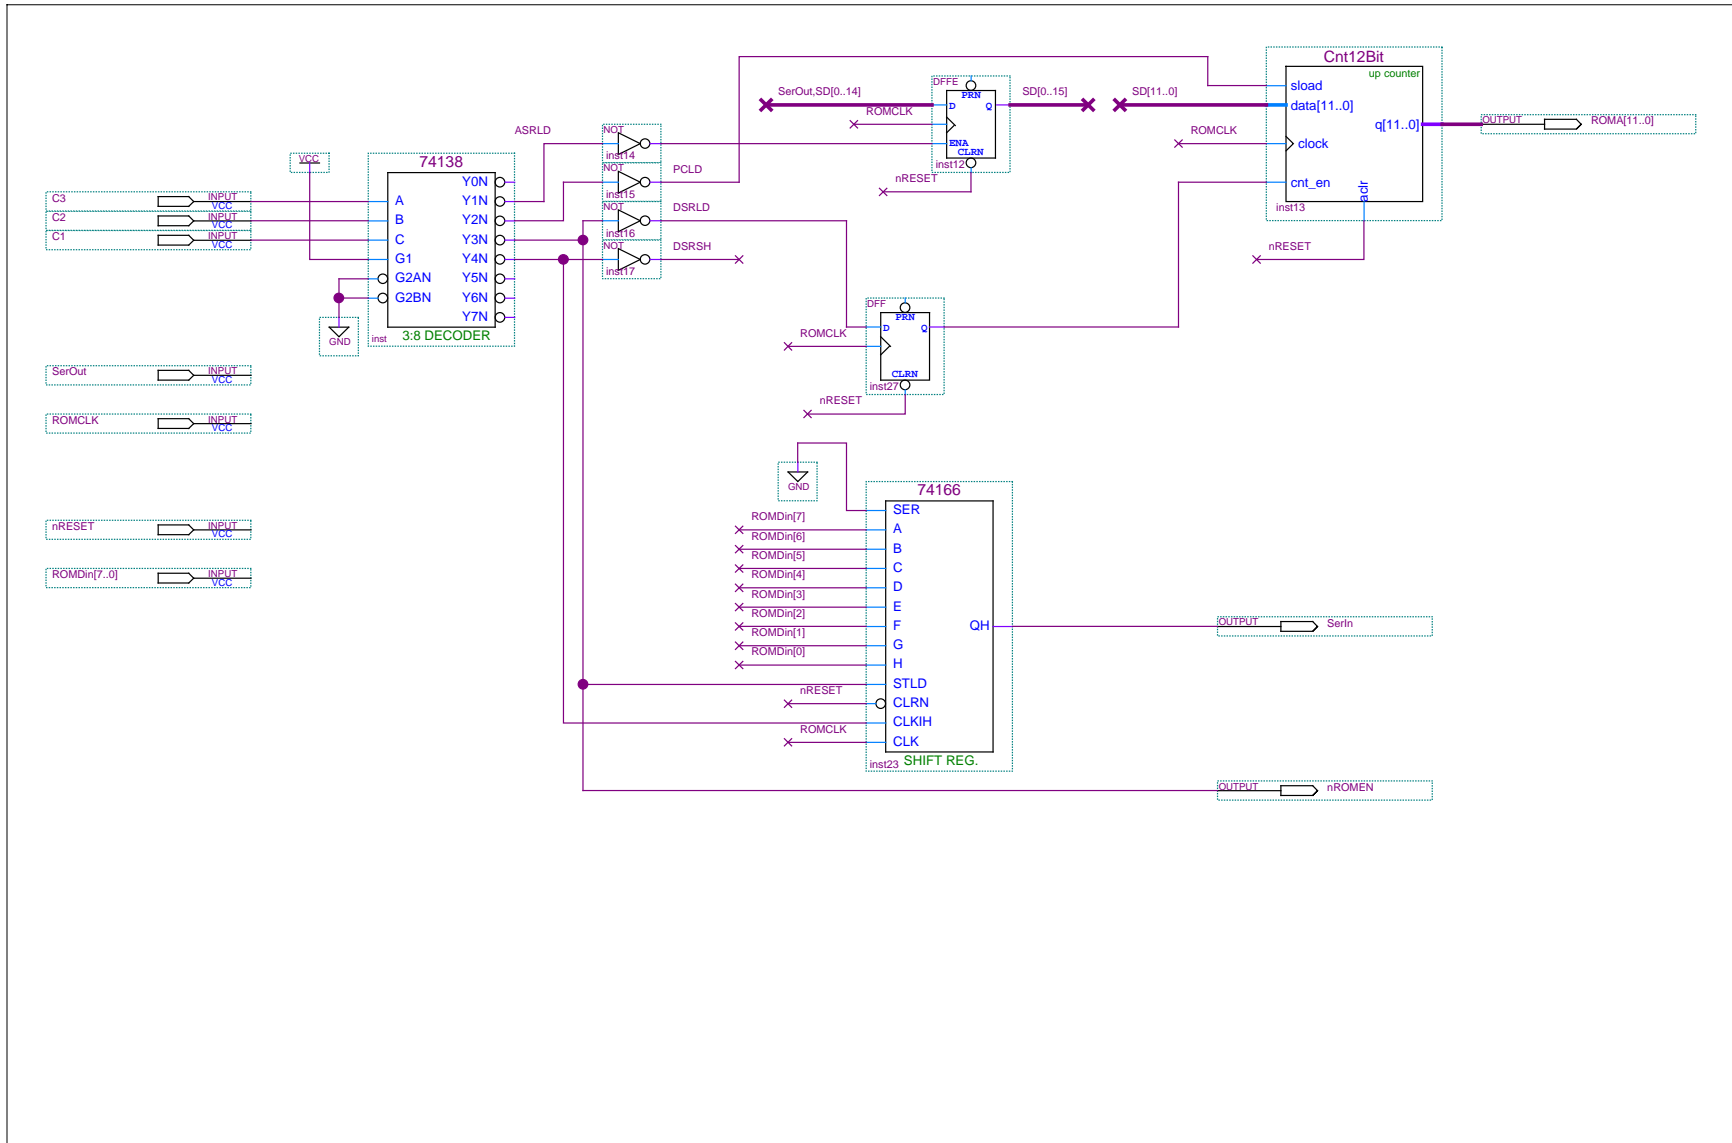 C3 INPUT VCC
C2 INPUT VCC
C1 INPUT VCC
SerOut INPUT VCC
ROMCLK INPUT VCC
nRESET INPUT VCC
ROMDin[7..0] INPUT VCC
VCC
GND
74138
A
B
C
G1
G2AN
G2BN
Y0N
Y1N
Y2N
Y3N
Y4N
Y5N
Y6N
Y7N
inst
3:8 DECODER
ASRLD
NOT
inst14
NOT
inst15
PCLD
NOT
inst16
DSRLD
NOT
inst17
DSRSH
SerOut,SD[0..14]
ROMCLK
nRESET
DFFE
PRN
D
Q
ENA
CLRN
inst12
SD[0..15]
SD[11..0]
ROMCLK
nRESET
Cnt12Bit
up counter
sload
data[11..0]
q[11..0]
clock
cnt_en
aclr
inst13
OUTPUT ROMA[11..0]
DFF
PRN
D
Q
CLRN
inst27
ROMCLK
nRESET
GND
74166
SER
ROMDin[7] A
ROMDin[6] B
ROMDin[5] C
ROMDin[4] D
ROMDin[3] E
ROMDin[2] F
ROMDin[1] G
ROMDin[0] H
QH
STLD
nRESET CLRN
CLKIH
ROMCLK CLK
inst23 SHIFT REG.
OUTPUT SerIn
OUTPUT nROMEN